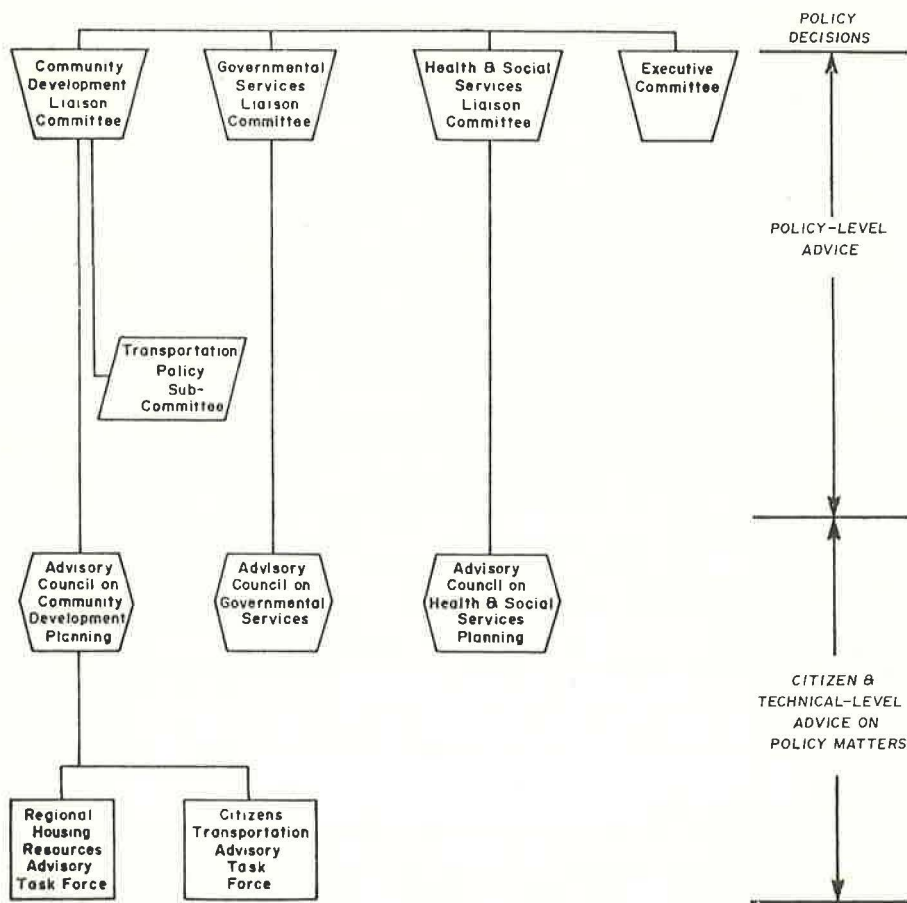 POLICY
DECISIONS
Community
Development
Liaison
Committee
Governmental
Services
Liaison
Committee
Health & Social
Services
Liaison
Committee
Executive
Committee
POLICY-LEVEL
ADVICE
Transportation
Policy
Sub-
Committee
Advisory
Council on
Community
Development
Planning
Advisory
Council on
Governmental
Services
Advisory
Council on
Health & Social
Services
Planning
CITIZEN &
TECHNICAL-LEVEL
ADVICE ON
POLICY MATTERS
Regional
Housing
Resources
Advisory
Task Force
Citizens
Transportation
Advisory
Task
Force